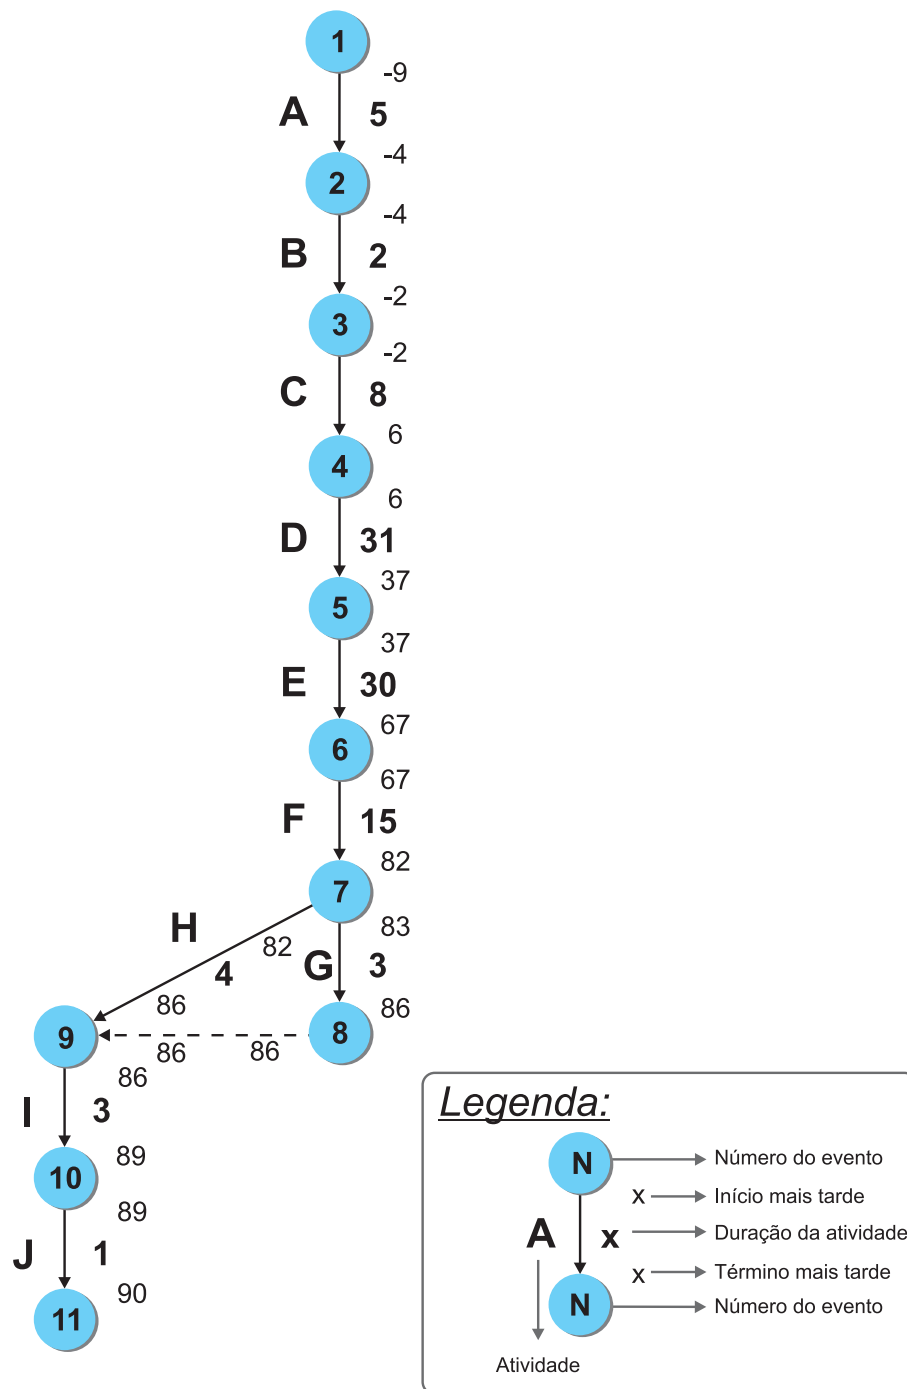 1
-9
A 5
-4
2
-4
B 2
-2
3
-2
C 8
6
4
6
D 31
37
5
37
E 30
67
6
67
F 15
82
7
H 82 83
4 G 3
86 86
9 8
86 86
86
I 3
89
10
89
J 1
90
11
Legenda:
N Número do evento
x Início mais tarde
A x Duração da atividade
x Término mais tarde
N Número do evento
Atividade